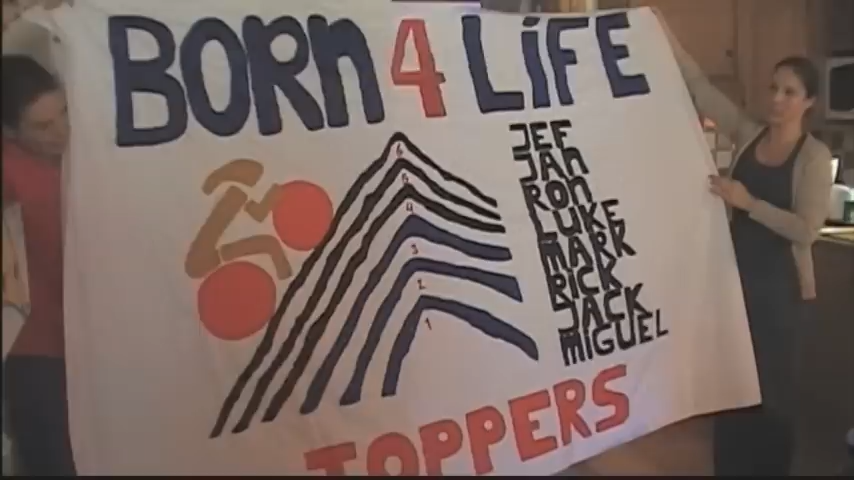 BORN 4 LiFE
6
5
4
3
2
1
JEF
JAN
RON
LUKE
MARK
RICK
JACK
MiGUEL
TOPPERS